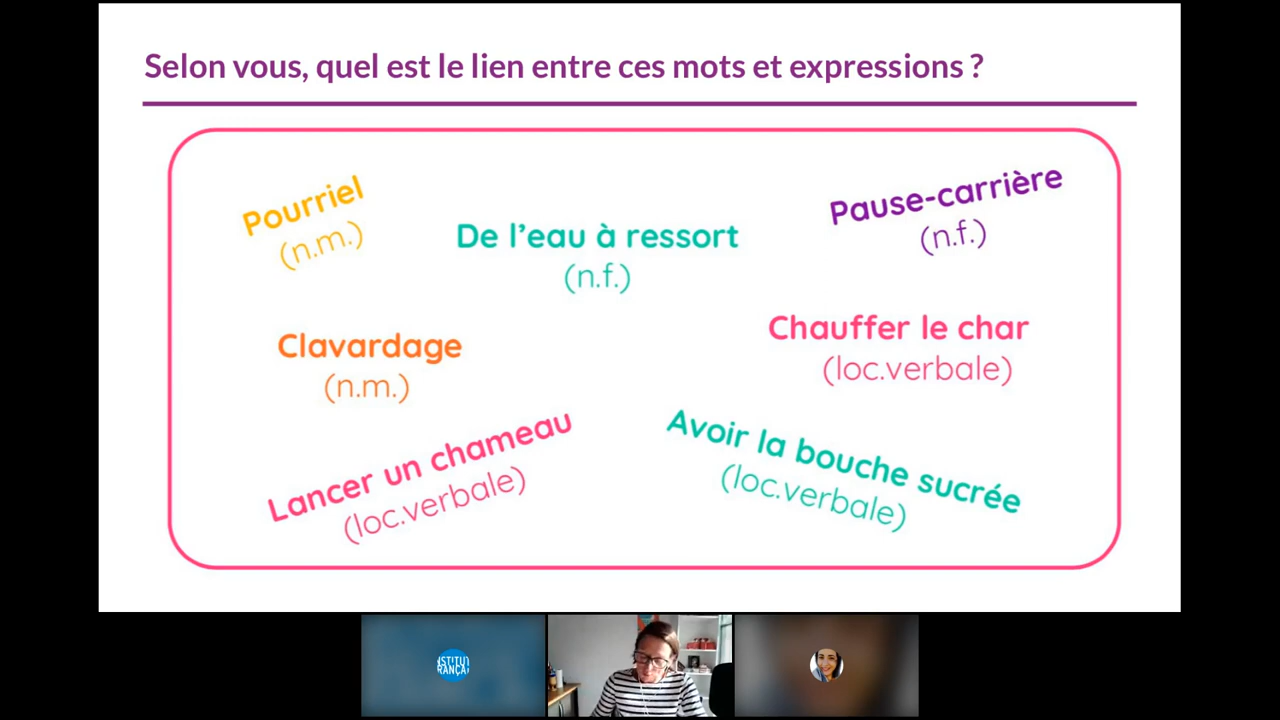 Selon vous, quel est le lien entre ces mots et expressions ?
Pourriel
(n.m.)
De l’eau à ressort
(n.f.)
Pause-carrière
(n.f.)
Clavardage
(n.m.)
Chauffer le char
(loc.verbale)
Lancer un chameau
(loc.verbale)
Avoir la bouche sucrée
(loc.verbale)